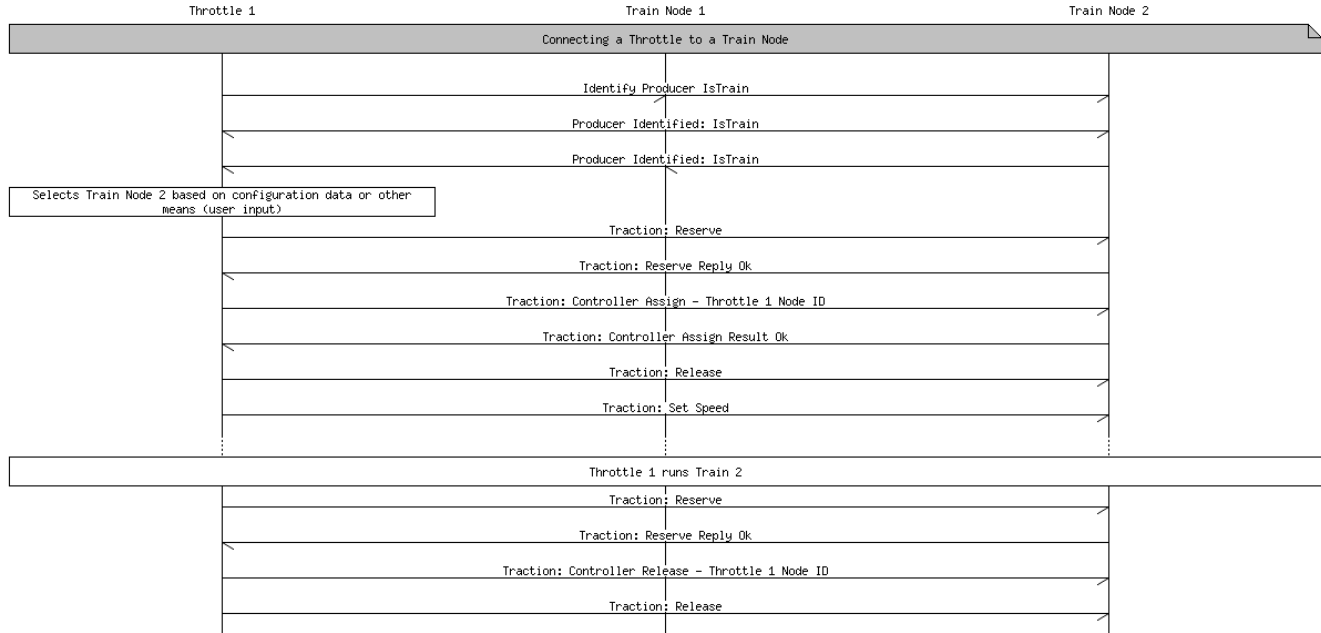 Throttle 1
Train Node 1
Train Node 2
Connecting a Throttle to a Train Node
Identify Producer IsTrain
Producer Identified: IsTrain
Producer Identified: IsTrain
Selects Train Node 2 based on configuration data or other
means (user input)
Traction: Reserve
Traction: Reserve Reply Ok
Traction: Controller Assign - Throttle 1 Node ID
Traction: Controller Assign Result Ok
Traction: Release
Traction: Set Speed
Throttle 1 runs Train 2
Traction: Reserve
Traction: Reserve Reply Ok
Traction: Controller Release - Throttle 1 Node ID
Traction: Release